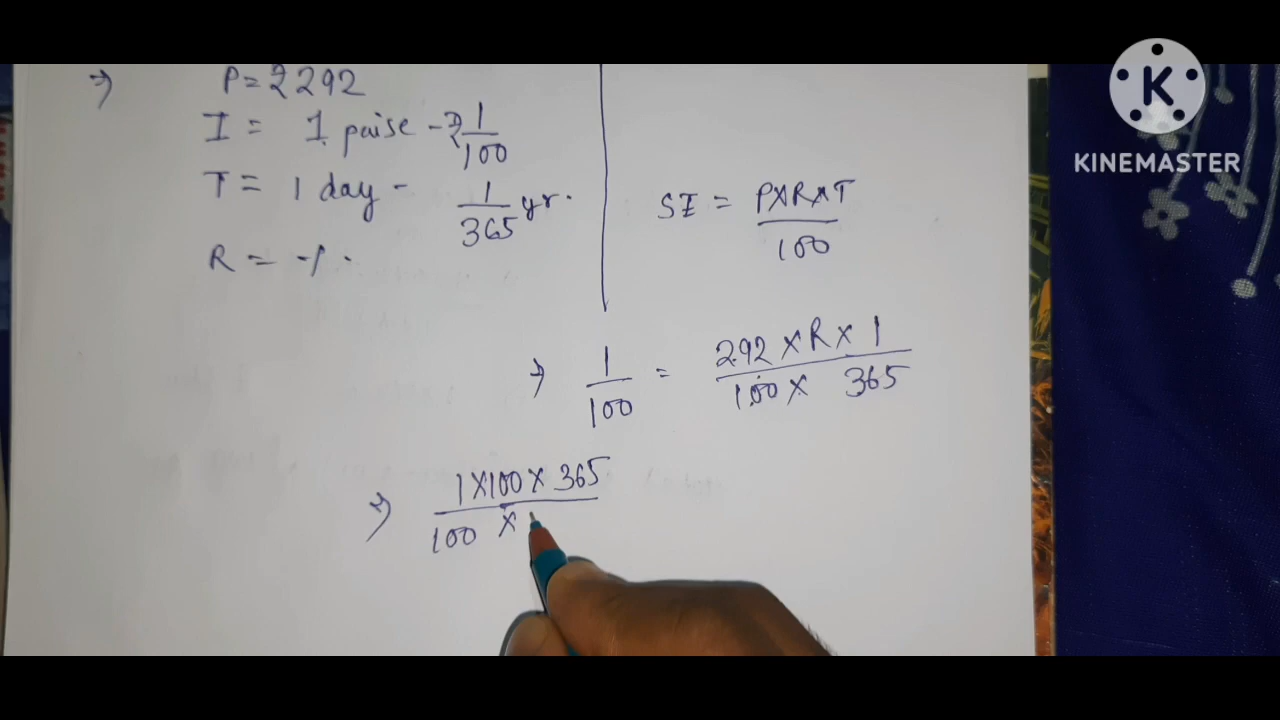 ⇒ P = ₹292
I = 1 paise - ₹ 1/100
T = 1 day - 1/365 yr.
R = - / .
SI = P×R×T / 100
⇒ 1/100 = 292 × R × 1 / 100 × 365
⇒ 1×100×365 / 100 ×
K
KINEMASTER